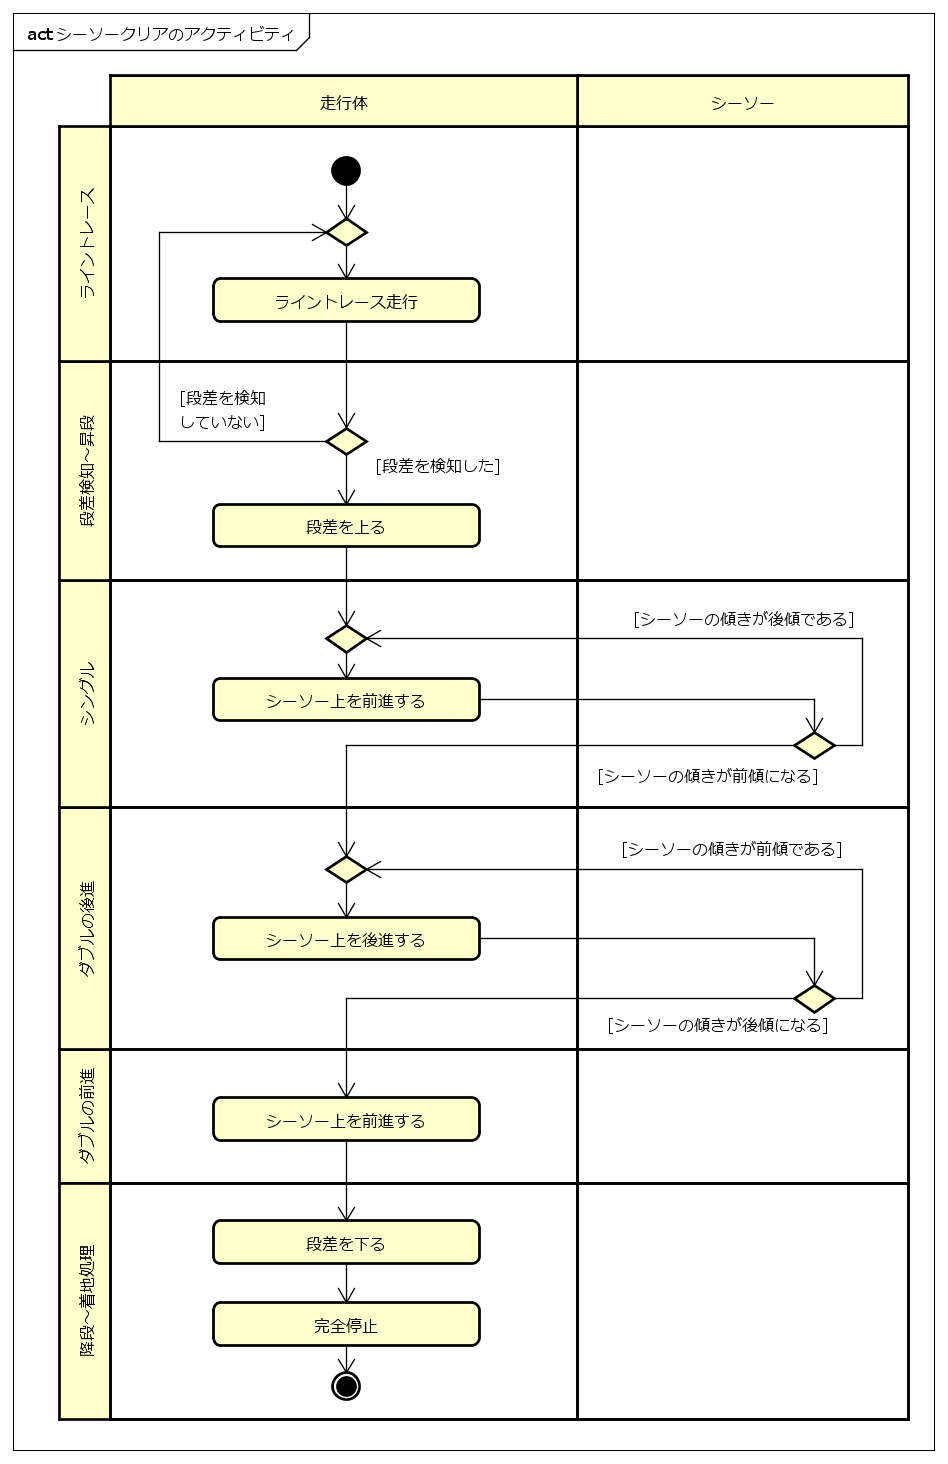 act シーソークリアのアクティビティ
走行体
シーソー
ライントレース
ライントレース走行
段差検知～昇段
[段差を検知
していない]
[段差を検知した]
段差を上る
シングル
[シーソーの傾きが後傾である]
シーソー上を前進する
[シーソーの傾きが前傾になる]
ダブルの後進
[シーソーの傾きが前傾である]
シーソー上を後進する
[シーソーの傾きが後傾になる]
ダブルの前進
シーソー上を前進する
降段～着地処理
段差を下る
完全停止